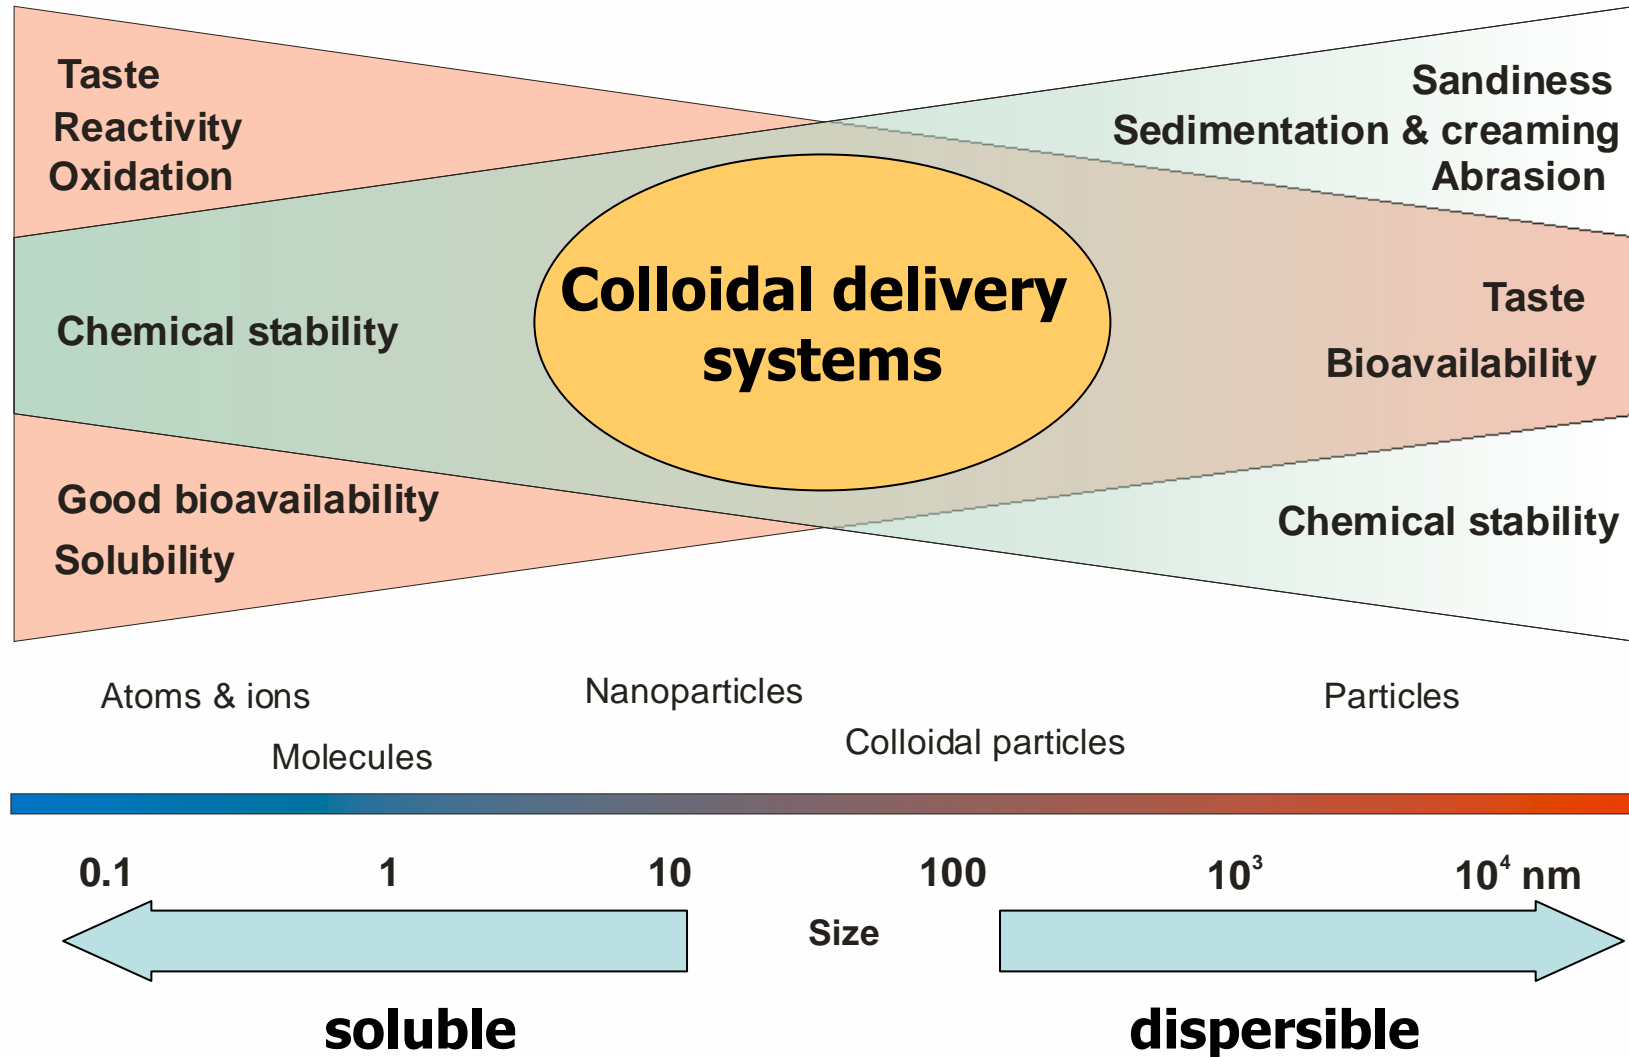 Taste
Reactivity
Oxidation
Sandiness
Sedimentation & creaming
Abrasion
Chemical stability
Colloidal delivery
systems
Taste
Bioavailability
Good bioavailability
Solubility
Chemical stability
Atoms & ions
Molecules
Nanoparticles
Colloidal particles
Particles
0.1 1 10 100 10³ 10⁴ nm
Size
soluble dispersible